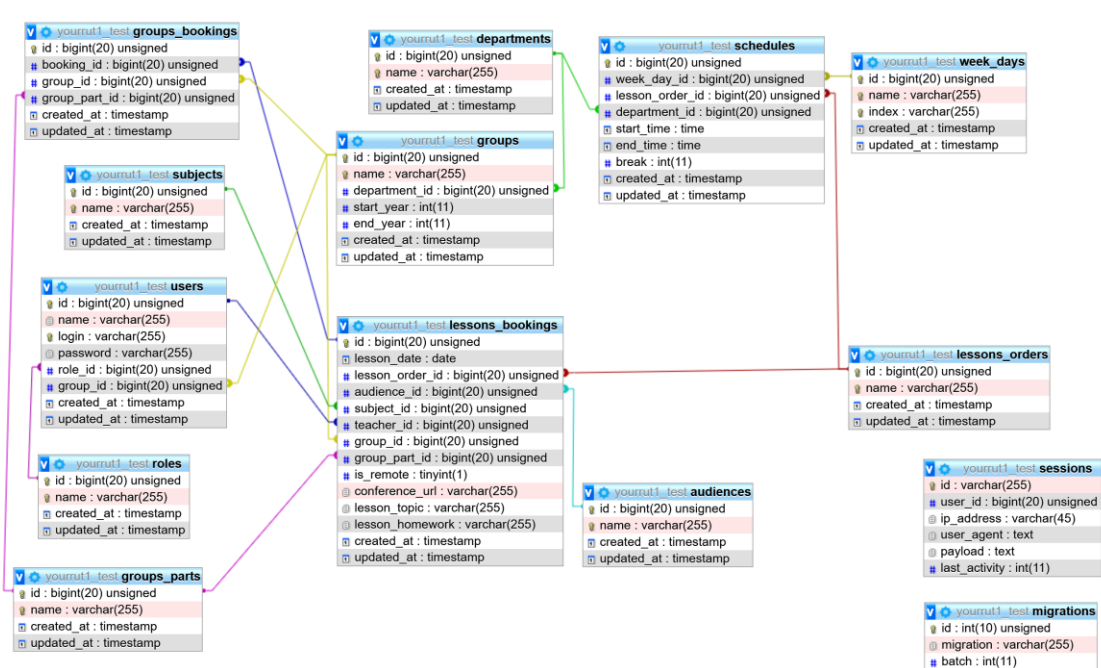 yourrut1_test groups_bookings
id : bigint(20) unsigned
booking_id : bigint(20) unsigned
group_id : bigint(20) unsigned
group_part_id : bigint(20) unsigned
created_at : timestamp
updated_at : timestamp
yourrut1_test departments
id : bigint(20) unsigned
name : varchar(255)
created_at : timestamp
updated_at : timestamp
yourrut1_test schedules
id : bigint(20) unsigned
week_day_id : bigint(20) unsigned
lesson_order_id : bigint(20) unsigned
department_id : bigint(20) unsigned
start_time : time
end_time : time
break : int(11)
created_at : timestamp
updated_at : timestamp
yourrut1_test week_days
id : bigint(20) unsigned
name : varchar(255)
index : varchar(255)
created_at : timestamp
updated_at : timestamp
yourrut1_test groups
id : bigint(20) unsigned
name : varchar(255)
department_id : bigint(20) unsigned
start_year : int(11)
end_year : int(11)
created_at : timestamp
updated_at : timestamp
yourrut1_test subjects
id : bigint(20) unsigned
name : varchar(255)
created_at : timestamp
updated_at : timestamp
yourrut1_test users
id : bigint(20) unsigned
name : varchar(255)
login : varchar(255)
password : varchar(255)
role_id : bigint(20) unsigned
group_id : bigint(20) unsigned
created_at : timestamp
updated_at : timestamp
yourrut1_test lessons_bookings
id : bigint(20) unsigned
lesson_date : date
lesson_order_id : bigint(20) unsigned
audience_id : bigint(20) unsigned
subject_id : bigint(20) unsigned
teacher_id : bigint(20) unsigned
group_id : bigint(20) unsigned
group_part_id : bigint(20) unsigned
is_remote : tinyint(1)
conference_url : varchar(255)
lesson_topic : varchar(255)
lesson_homework : varchar(255)
created_at : timestamp
updated_at : timestamp
yourrut1_test lessons_orders
id : bigint(20) unsigned
name : varchar(255)
created_at : timestamp
updated_at : timestamp
yourrut1_test roles
id : bigint(20) unsigned
name : varchar(255)
created_at : timestamp
updated_at : timestamp
yourrut1_test audiences
id : bigint(20) unsigned
name : varchar(255)
created_at : timestamp
updated_at : timestamp
yourrut1_test sessions
id : varchar(255)
user_id : bigint(20) unsigned
ip_address : varchar(45)
user_agent : text
payload : text
last_activity : int(11)
yourrut1_test groups_parts
id : bigint(20) unsigned
name : varchar(255)
created_at : timestamp
updated_at : timestamp
yourrut1_test migrations
id : int(10) unsigned
migration : varchar(255)
batch : int(11)